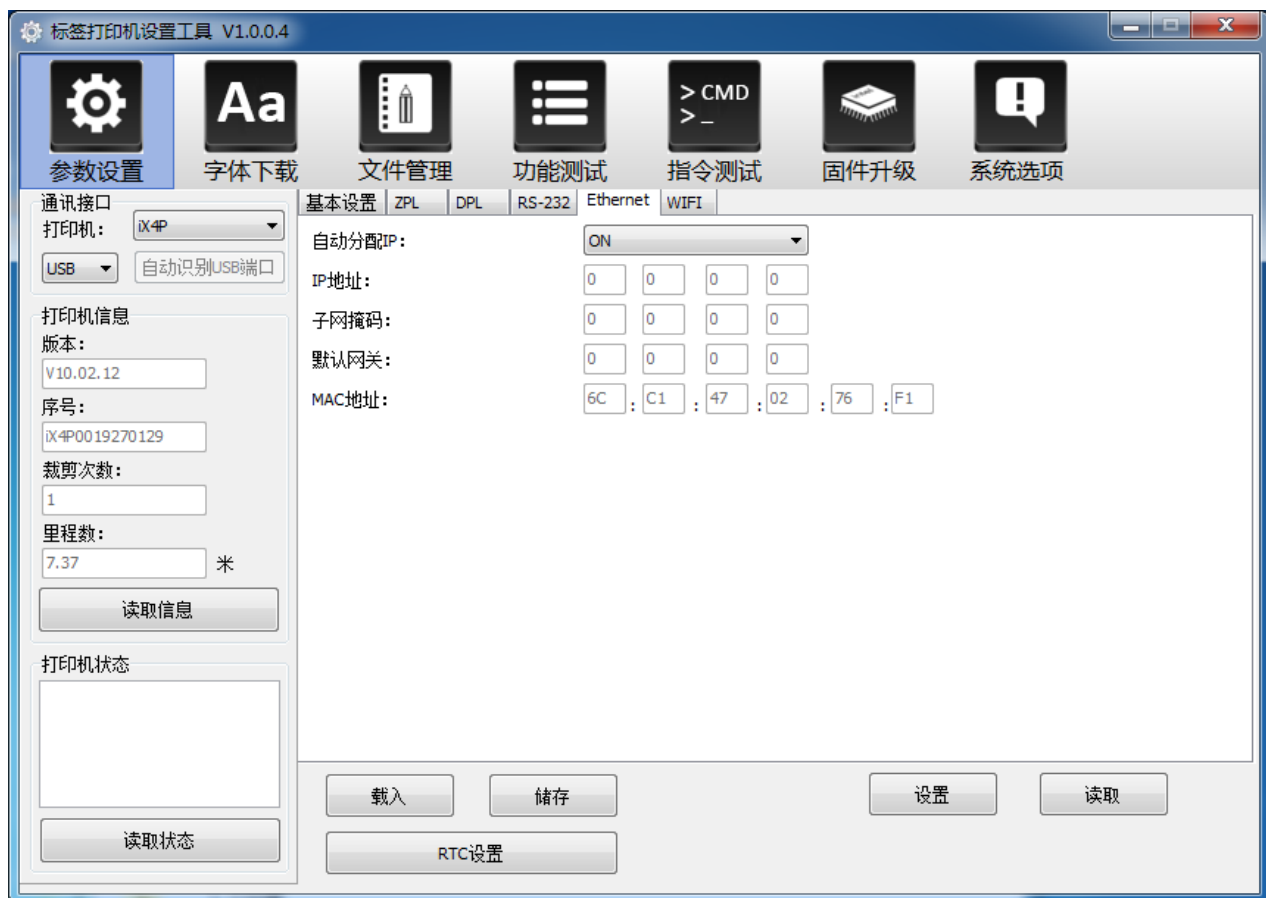 标签打印机设置工具 V1.0.0.4
Aa
> CMD
> _
参数设置 字体下载 文件管理 功能测试 指令测试 固件升级 系统选项
通讯接口
打印机: iX4P
USB 自动识别USB端口
打印机信息
版本:
V10.02.12
序号:
iX4P0019270129
裁剪次数:
1
里程数:
7.37 米
读取信息
打印机状态
读取状态
基本设置 ZPL DPL RS-232 Ethernet WIFI
自动分配IP: ON
IP地址: 0 0 0 0
子网掩码: 0 0 0 0
默认网关: 0 0 0 0
MAC地址: 6C : C1 : 47 : 02 : 76 : F1
载入 储存 设置 读取
RTC设置